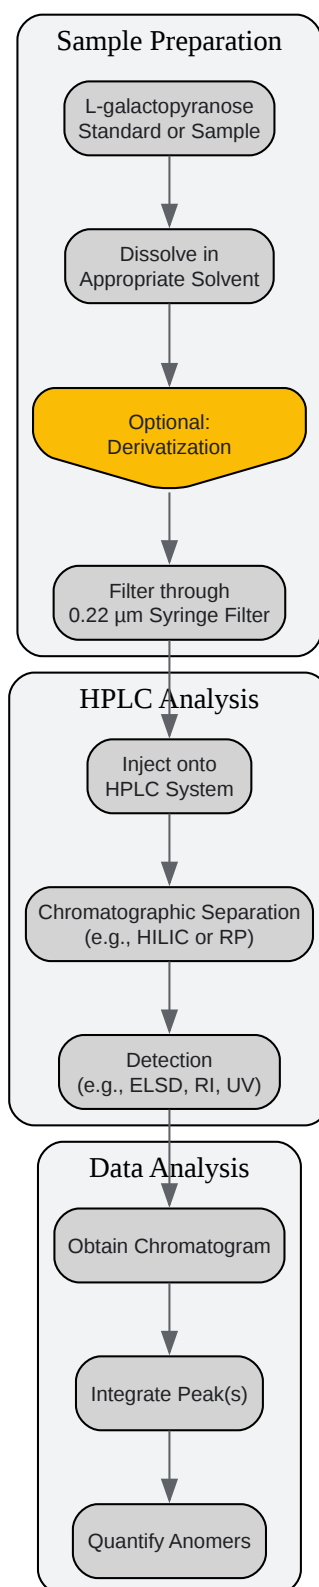 Sample Preparation
L-galactopyranose
Standard or Sample
Dissolve in
Appropriate Solvent
Optional:
Derivatization
Filter through
0.22 µm Syringe Filter
HPLC Analysis
Inject onto
HPLC System
Chromatographic Separation
(e.g., HILIC or RP)
Detection
(e.g., ELSD, RI, UV)
Data Analysis
Obtain Chromatogram
Integrate Peak(s)
Quantify Anomers